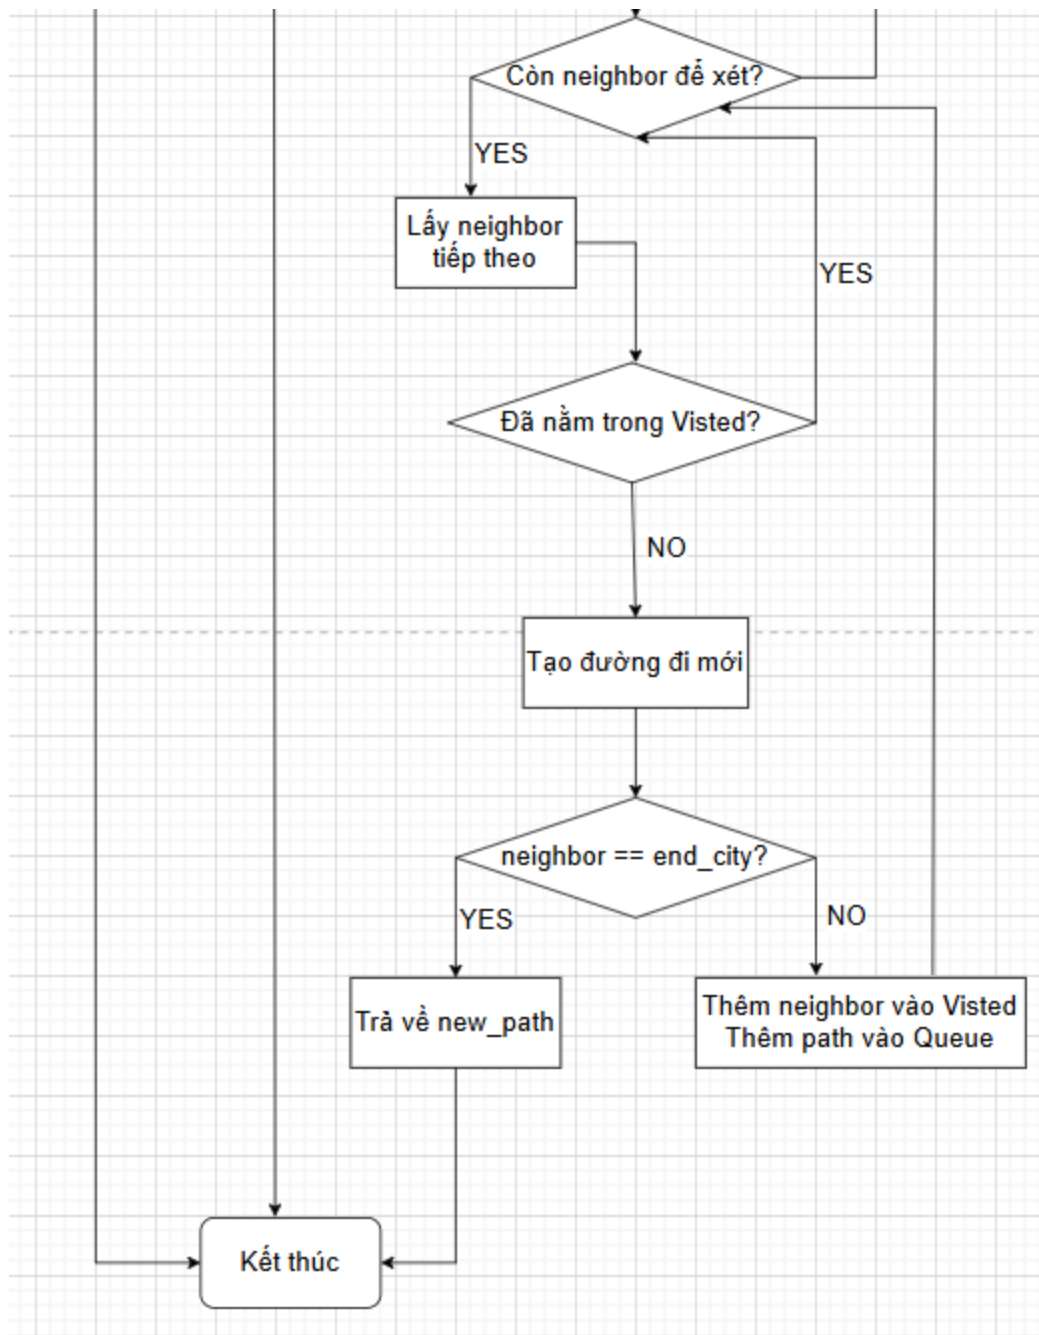 Còn neighbor để xét?
YES
Lấy neighbor
tiếp theo
YES
Đã nằm trong Visted?
NO
Tạo đường đi mới
neighbor == end_city?
YES
NO
Trả về new_path
Thêm neighbor vào Visted
Thêm path vào Queue
Kết thúc